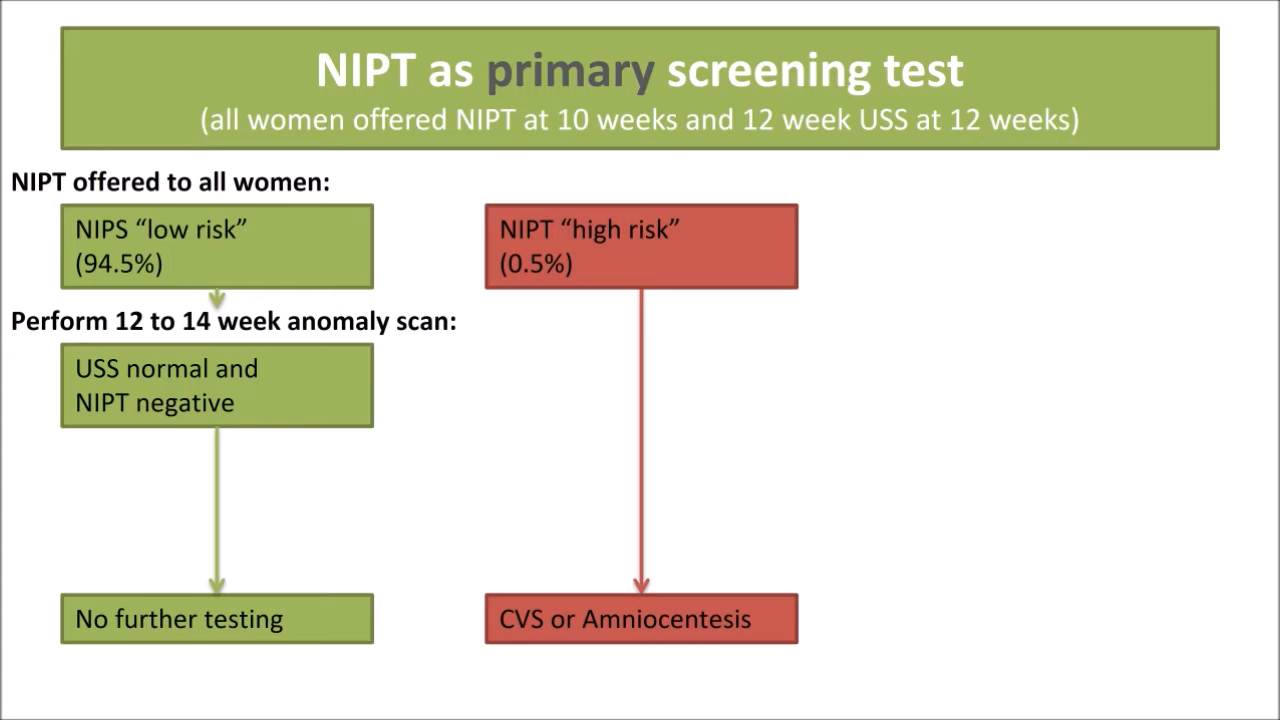 NIPT as primary screening test
(all women offered NIPT at 10 weeks and 12 week USS at 12 weeks)
NIPT offered to all women:
NIPS “low risk”
(94.5%)
NIPT “high risk”
(0.5%)
Perform 12 to 14 week anomaly scan:
USS normal and
NIPT negative
No further testing
CVS or Amniocentesis